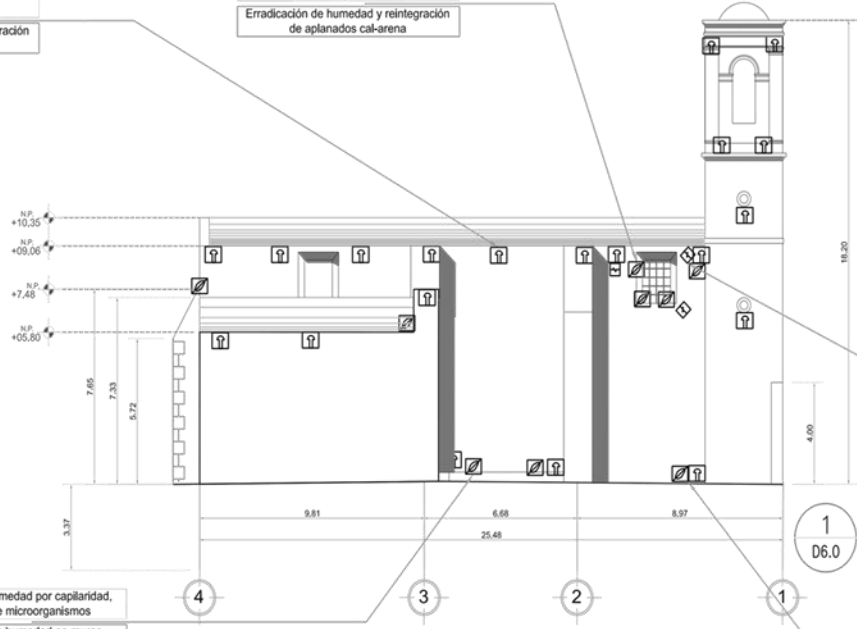 ración
Erradicación de humedad y reintegración
de aplanados cal-arena
N.P.
+10,35
N.P.
+09,06
N.P.
+7,48
N.P.
+05,80
7,65
7,33
5,72
3,37
18,20
4,00
9,81
6,68
8,97
25,48
1
D6.0
4
3
2
1
medad por capilaridad,
e microorganismos